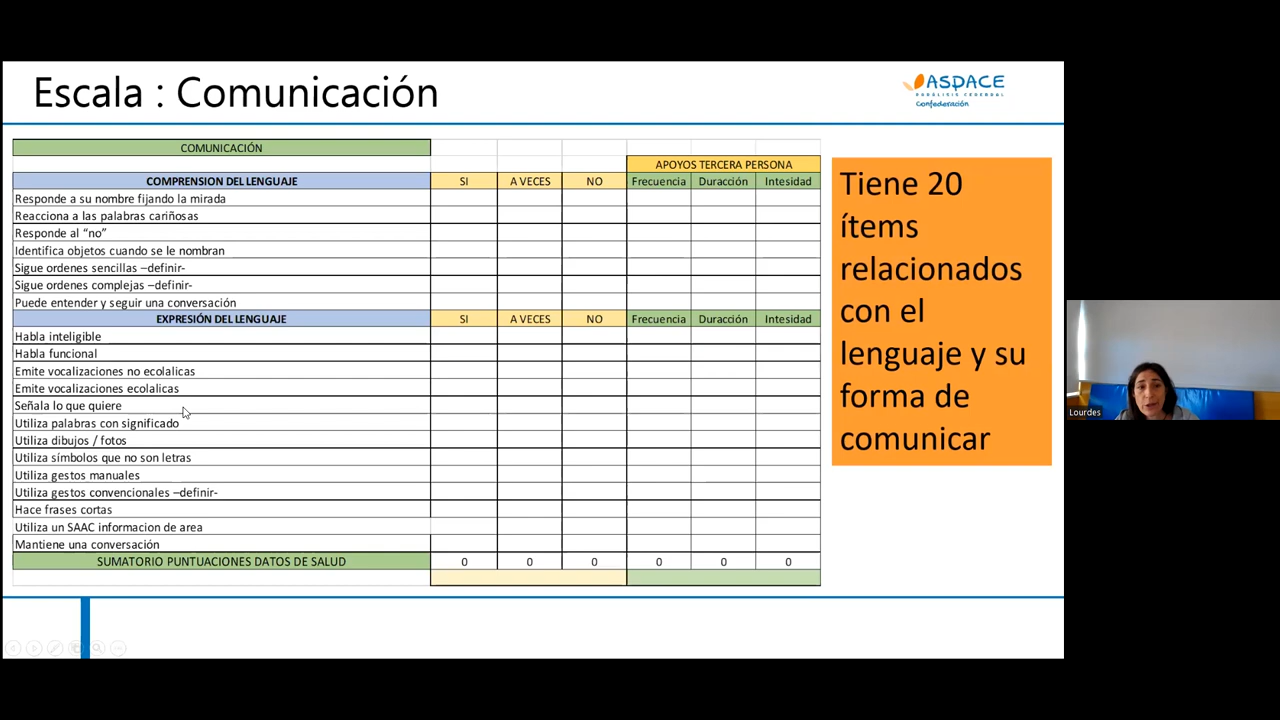 Escala : Comunicación
ASPACE
PARÁLISIS CEREBRAL
Confederación
COMUNICACIÓN
APOYOS TERCERA PERSONA
COMPRENSION DEL LENGUAJE SI A VECES NO Frecuencia Duracción Intesidad
Responde a su nombre fijando la mirada
Reacciona a las palabras cariñosas
Responde al “no”
Identifica objetos cuando se le nombran
Sigue ordenes sencillas –definir-
Sigue ordenes complejas –definir-
Puede entender y seguir una conversación
EXPRESIÓN DEL LENGUAJE SI A VECES NO Frecuencia Duracción Intesidad
Habla inteligible
Habla funcional
Emite vocalizaciones no ecolalicas
Emite vocalizaciones ecolalicas
Señala lo que quiere
Utiliza palabras con significado
Utiliza dibujos / fotos
Utiliza símbolos que no son letras
Utiliza gestos manuales
Utiliza gestos convencionales –definir-
Hace frases cortas
Utiliza un SAAC informacion de area
Mantiene una conversación
SUMATORIO PUNTUACIONES DATOS DE SALUD 0 0 0 0 0 0
Tiene 20
ítems
relacionados
con el
lenguaje y su
forma de
comunicar
Lourdes